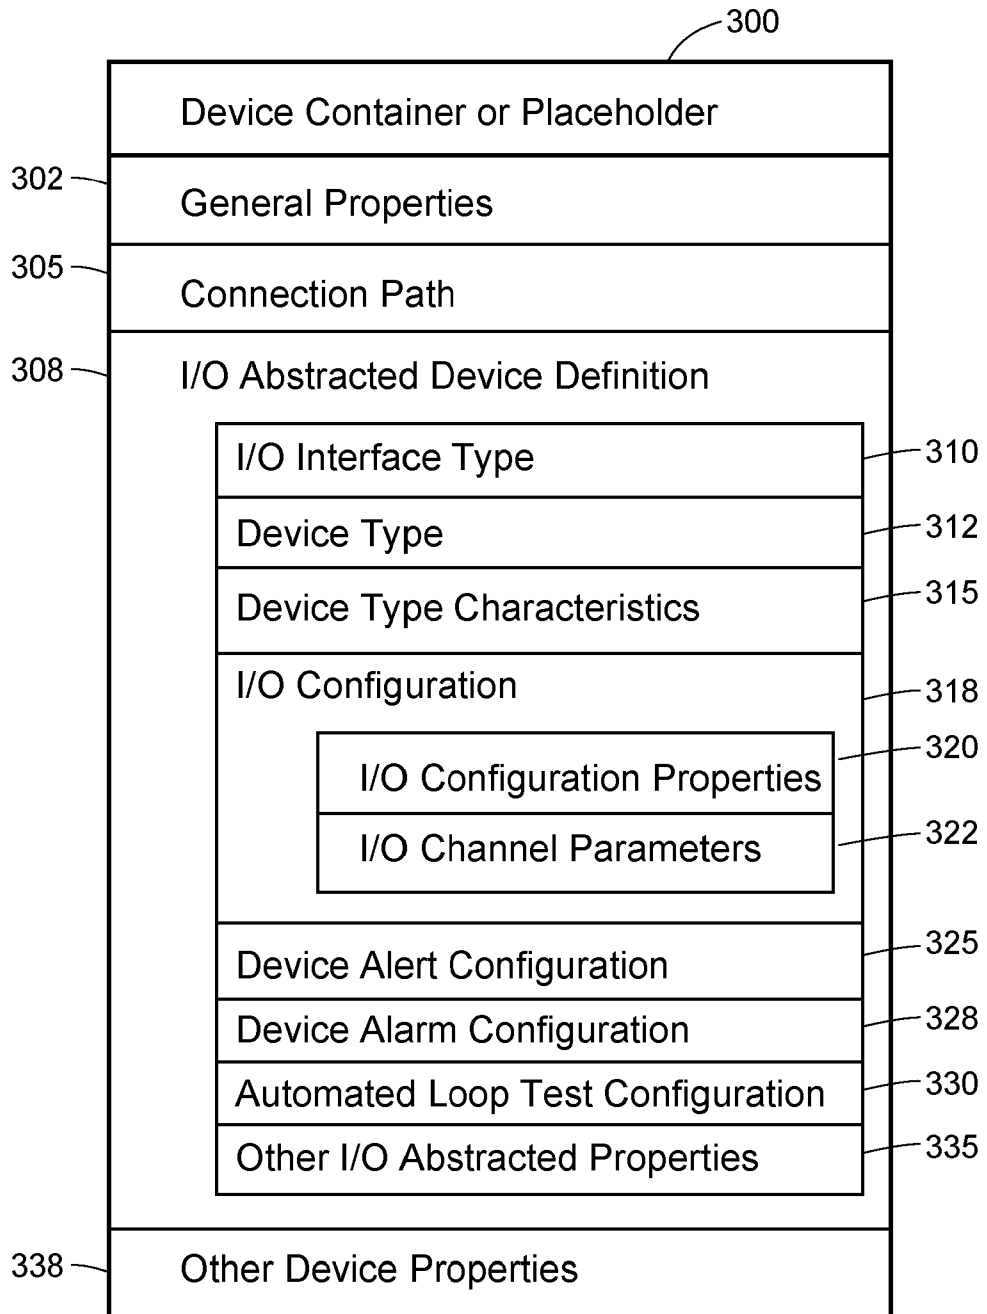 300
Device Container or Placeholder
302
General Properties
305
Connection Path
308
I/O Abstracted Device Definition
I/O Interface Type
310
Device Type
312
Device Type Characteristics
315
I/O Configuration
318
320
I/O Configuration Properties
I/O Channel Parameters
322
Device Alert Configuration
325
Device Alarm Configuration
328
Automated Loop Test Configuration
330
Other I/O Abstracted Properties
335
338
Other Device Properties